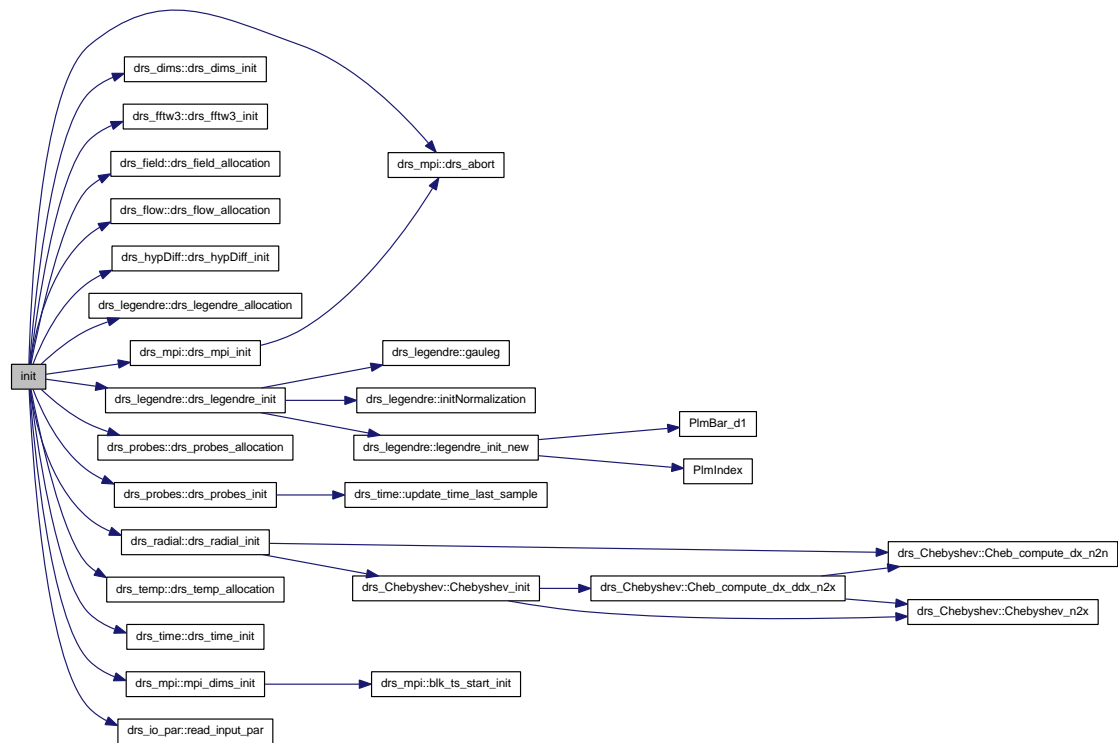 drs_dims::drs_dims_init
drs_fftw3::drs_fftw3_init
drs_field::drs_field_allocation
drs_mpi::drs_abort
drs_flow::drs_flow_allocation
drs_hypDiff::drs_hypDiff_init
drs_legendre::drs_legendre_allocation
drs_mpi::drs_mpi_init
drs_legendre::gauleg
init
drs_legendre::drs_legendre_init
drs_legendre::initNormalization
PlmBar_d1
drs_probes::drs_probes_allocation
drs_legendre::legendre_init_new
PlmIndex
drs_probes::drs_probes_init
drs_time::update_time_last_sample
drs_radial::drs_radial_init
drs_Chebyshev::Cheb_compute_dx_n2n
drs_temp::drs_temp_allocation
drs_Chebyshev::Chebyshev_init
drs_Chebyshev::Cheb_compute_dx_ddx_n2x
drs_Chebyshev::Chebyshev_n2x
drs_time::drs_time_init
drs_mpi::mpi_dims_init
drs_mpi::blk_ts_start_init
drs_io_par::read_input_par